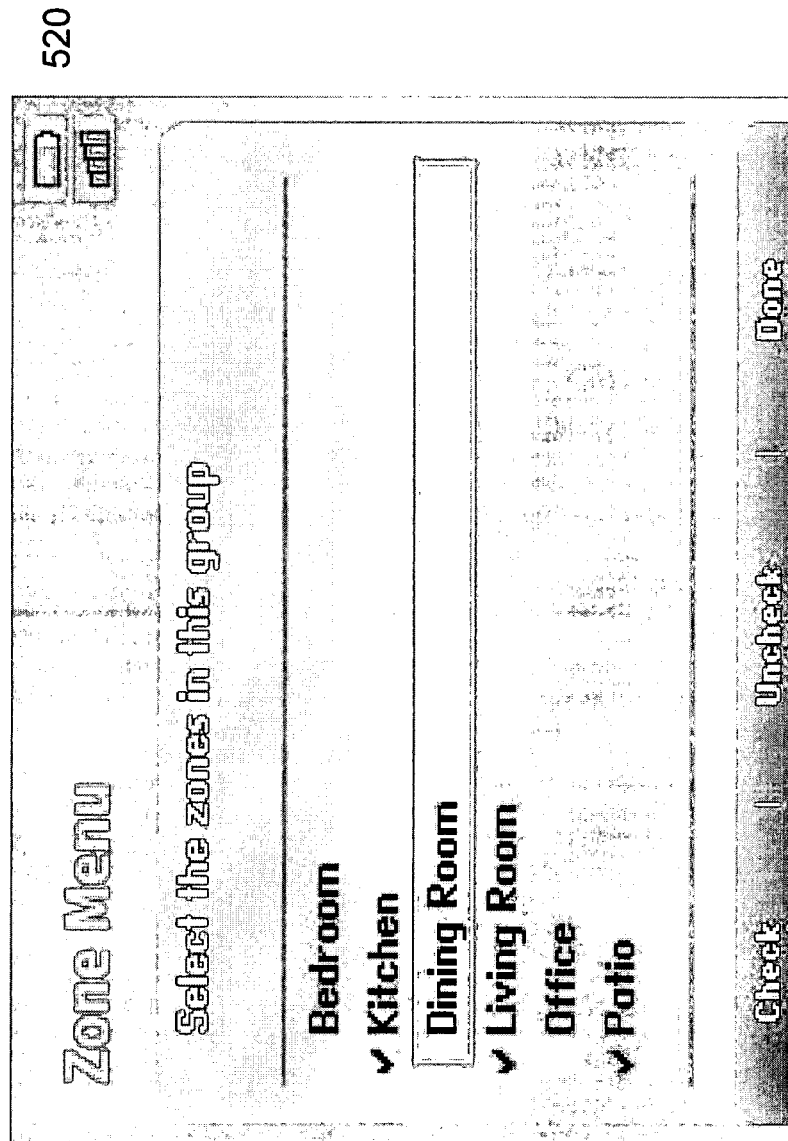 520
Zone Menu
Select the zones in this group
Bedroom
✓ Kitchen
Dining Room
✓ Living Room
Office
✓ Patio
Check Uncheck Done